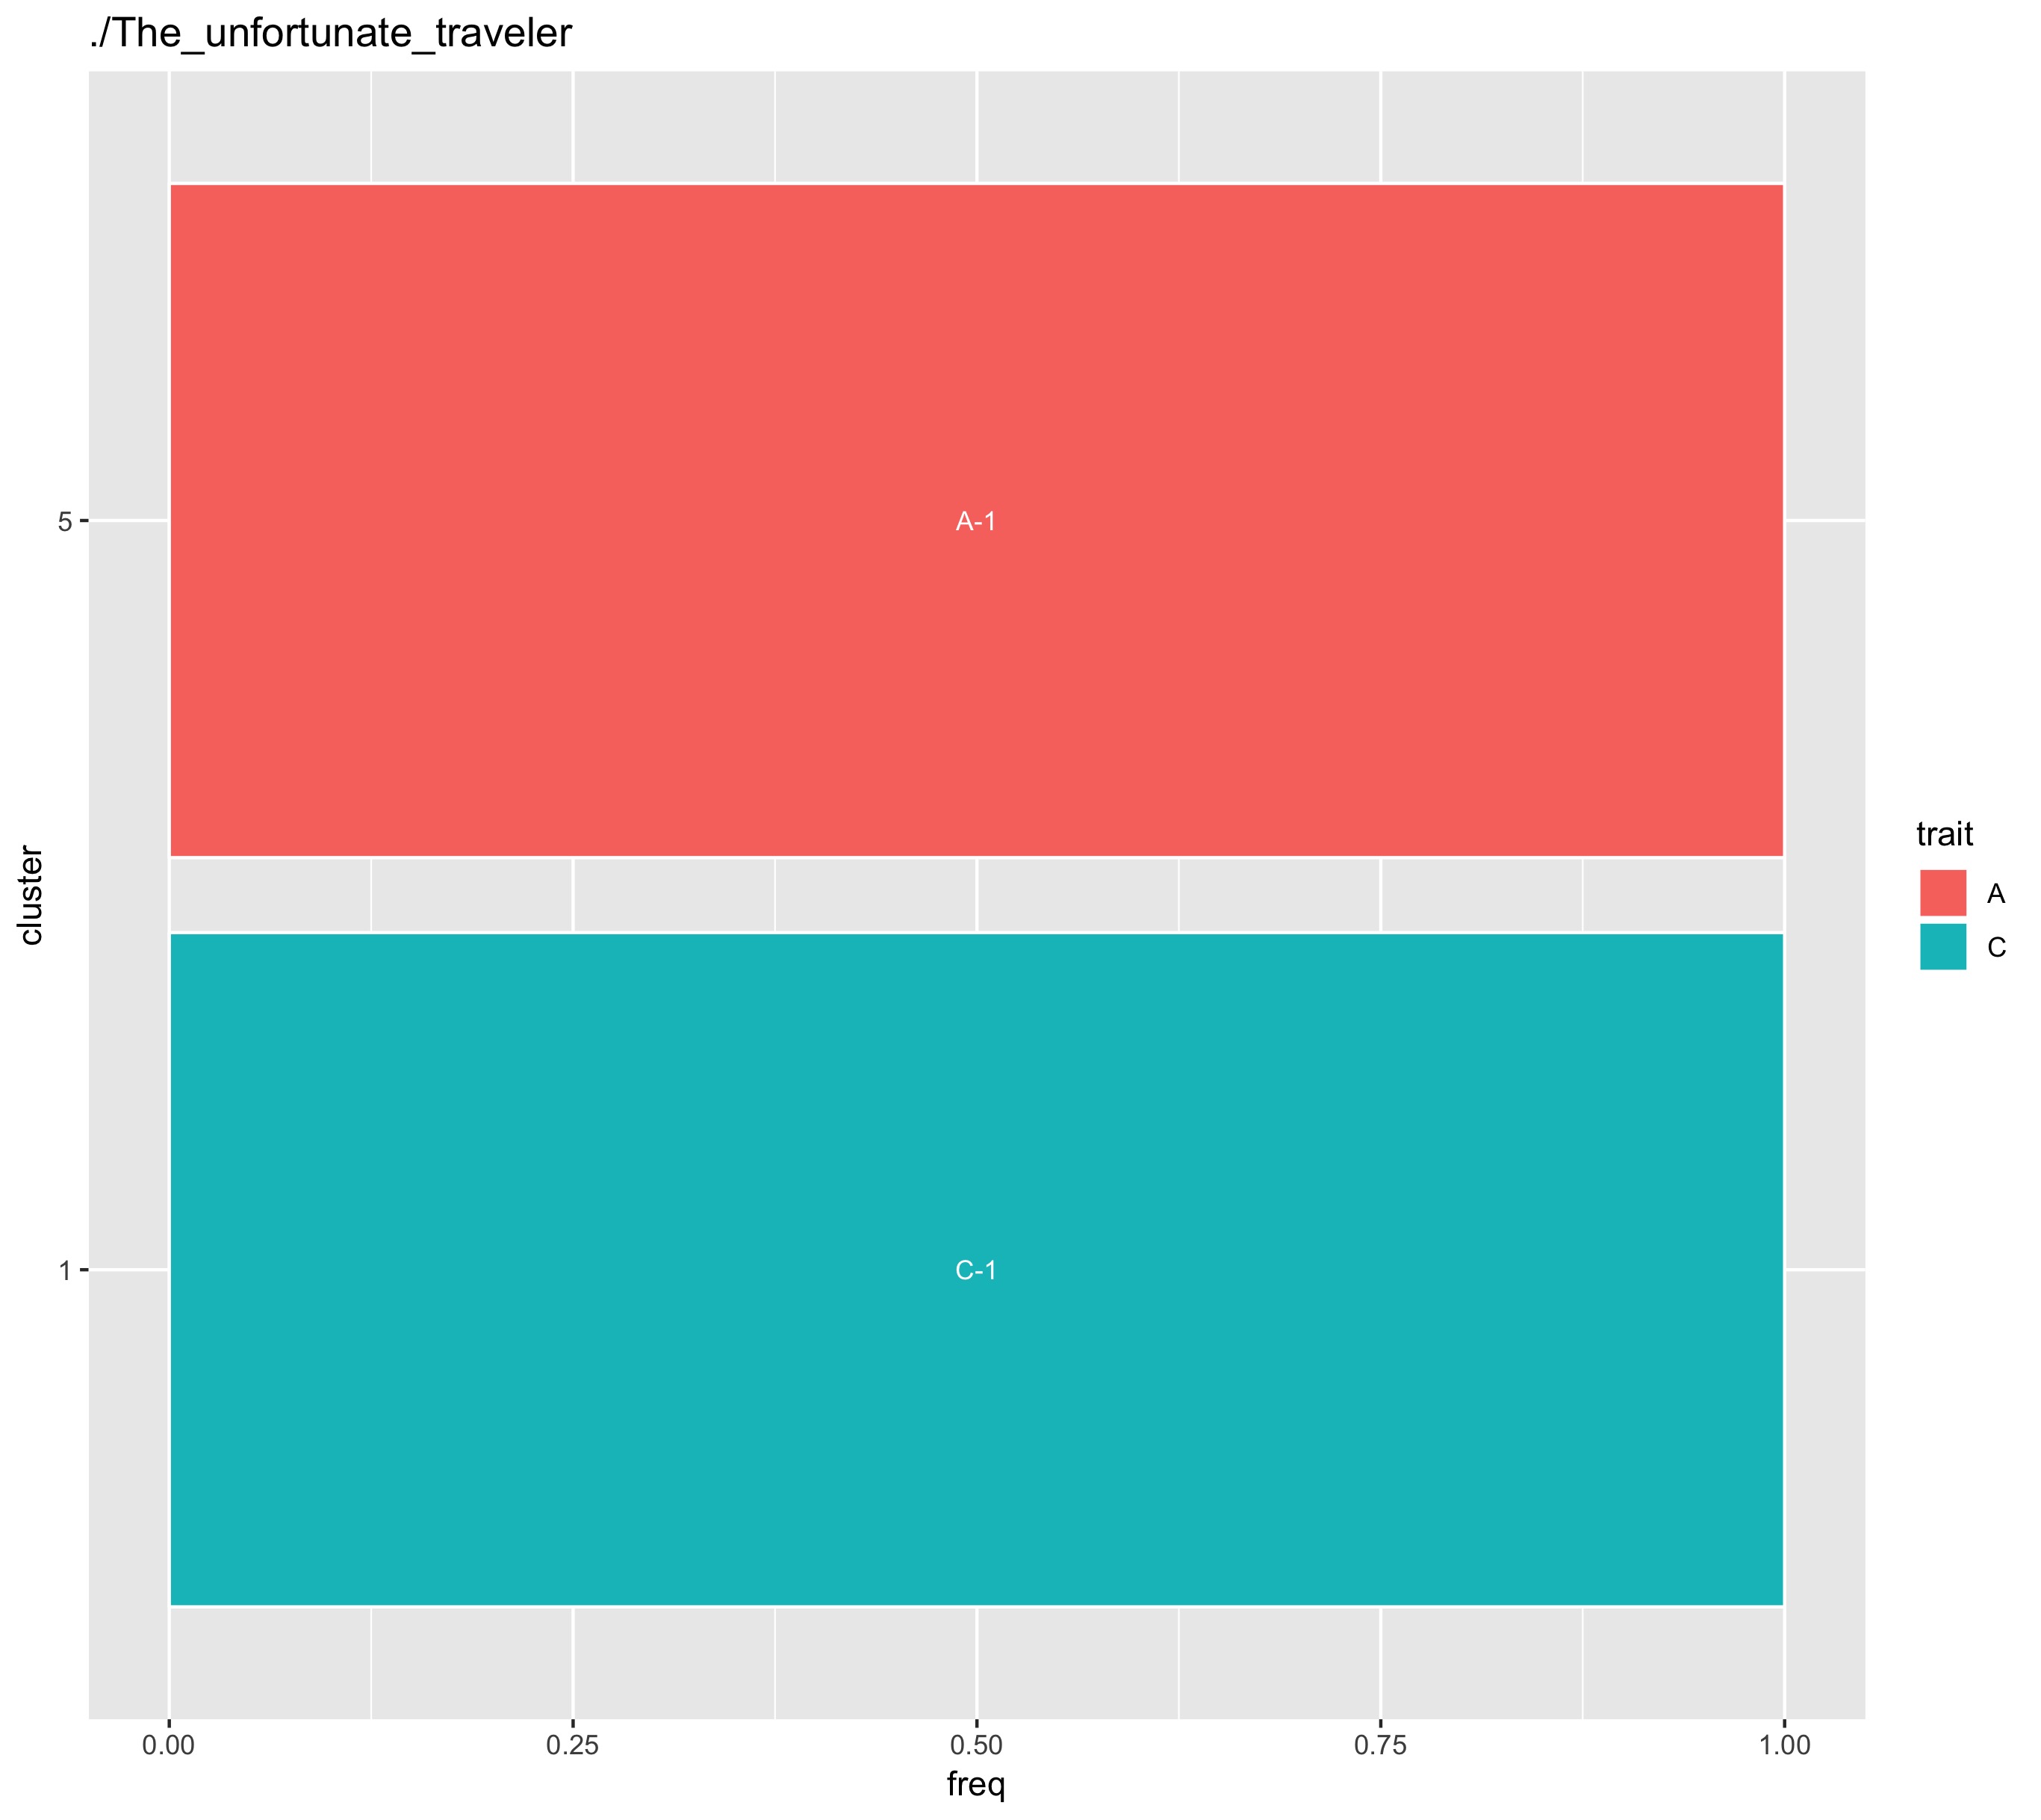 ./The_unfortunate_traveler
cluster
5
1
A-1
C-1
0.00 0.25 0.50 0.75 1.00
freq
trait
A
C